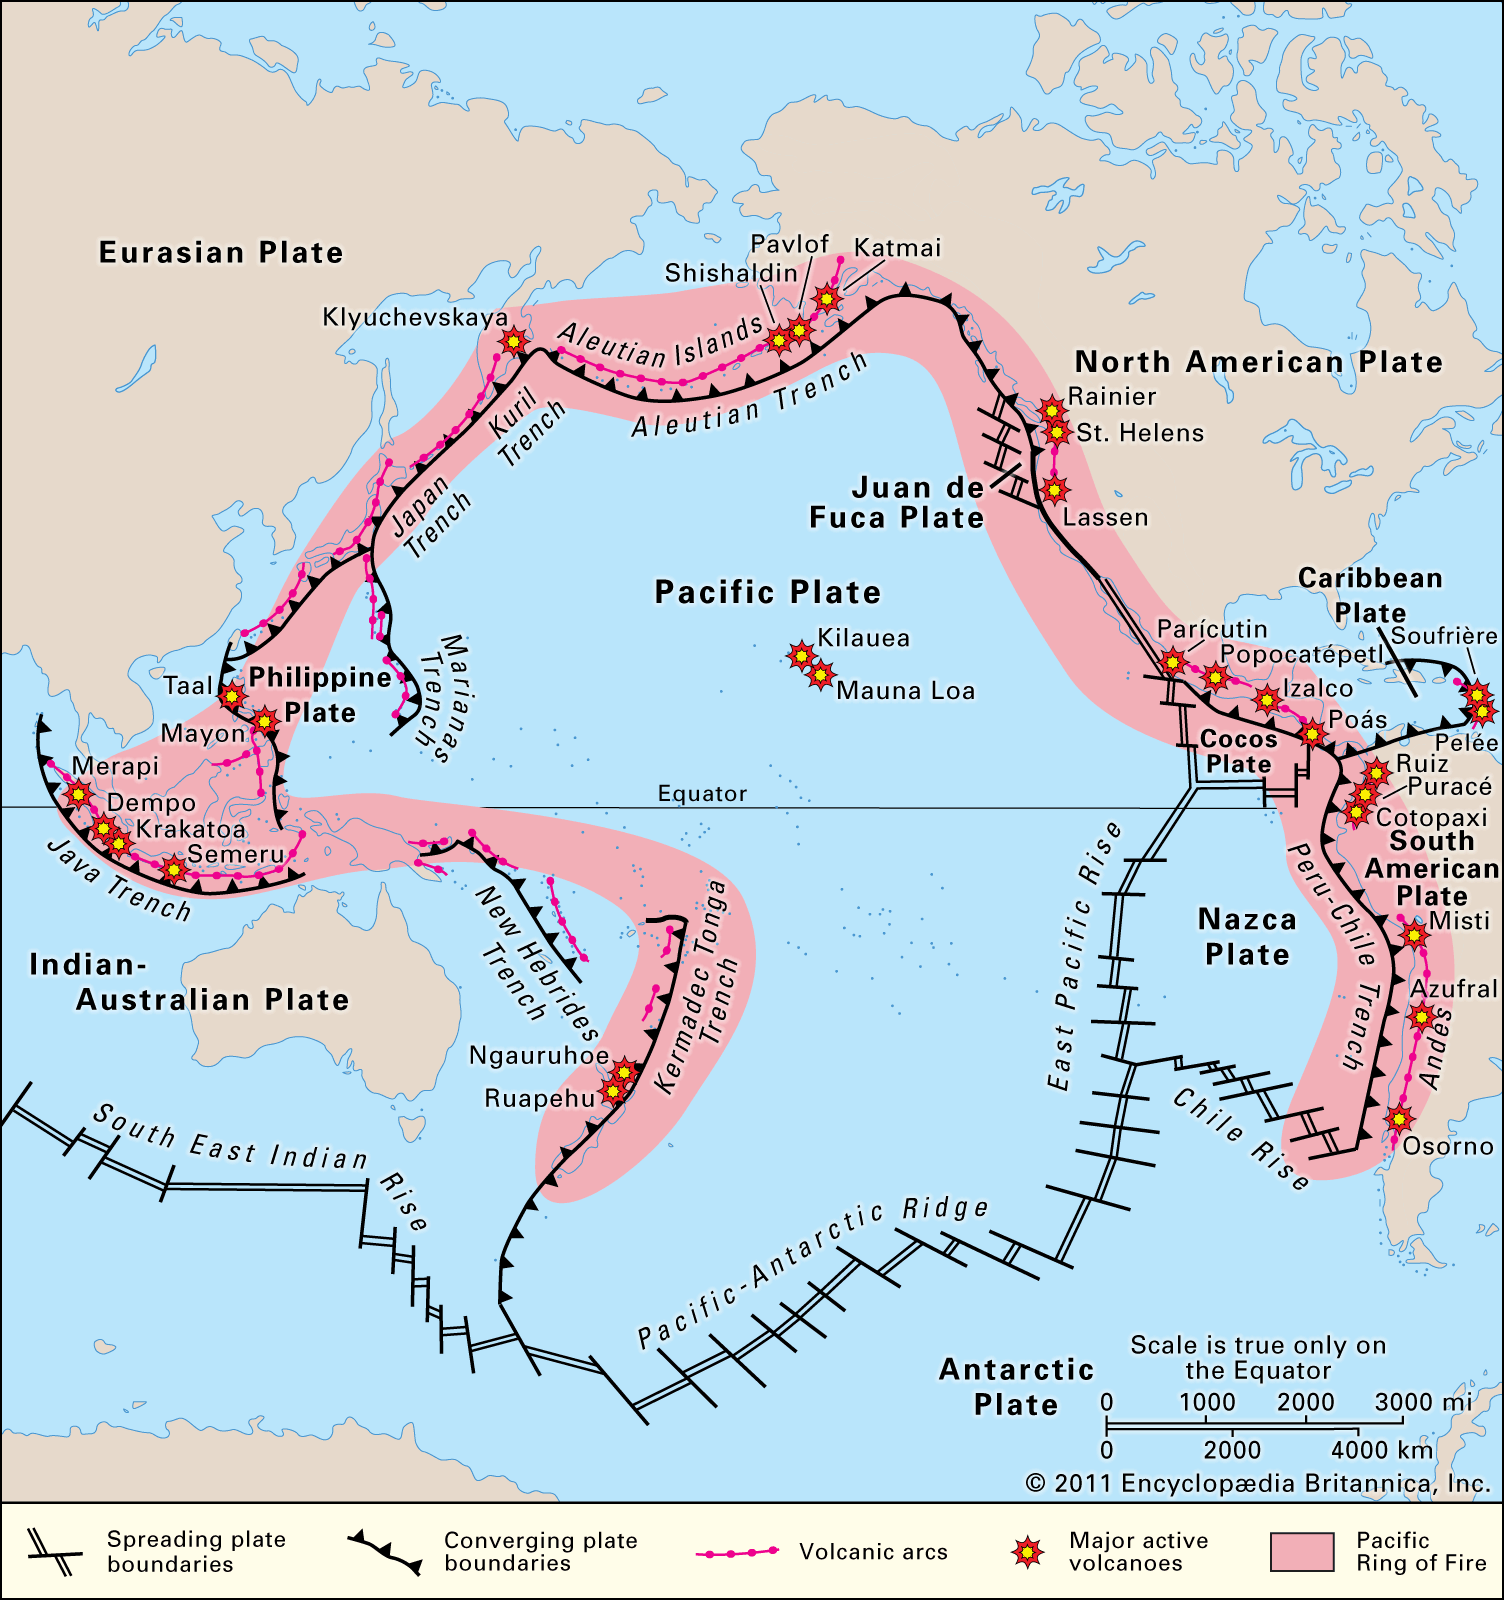 Eurasian Plate
Pavlof
Katmai
Shishaldin
Klyuchevskaya
Aleutian Islands
Aleutian Trench
North American Plate
Rainier
St. Helens
Kuril
Trench
Juan de
Fuca Plate
Lassen
Japan
Trench
Pacific Plate
Caribbean
Plate
Soufrière
Parícutin
Popocatépetl
Kilauea
Mauna Loa
Izalco
Taal
Philippine
Plate
Marianas
Trench
Mayon
Poás
Pelée
Cocos
Plate
Merapi
Ruiz
Puracé
Dempo
Equator
Cotopaxi
Krakatoa
Semeru
South
American
Plate
Java Trench
Misti
Peru-Chile Trench
New Hebrides
Trench
Kermadec Tonga
Trench
Nazca
Plate
East Pacific Rise
Indian-
Australian Plate
Azufral
Andes
Ngauruhoe
Ruapehu
Chile Rise
Osorno
South East Indian Rise
Pacific-Antarctic Ridge
Antarctic
Plate
Scale is true only on
the Equator
0 1000 2000 3000 mi
0 2000 4000 km
© 2011 Encyclopædia Britannica, Inc.
Spreading plate
boundaries
Converging plate
boundaries
Volcanic arcs
Major active
volcanoes
Pacific
Ring of Fire